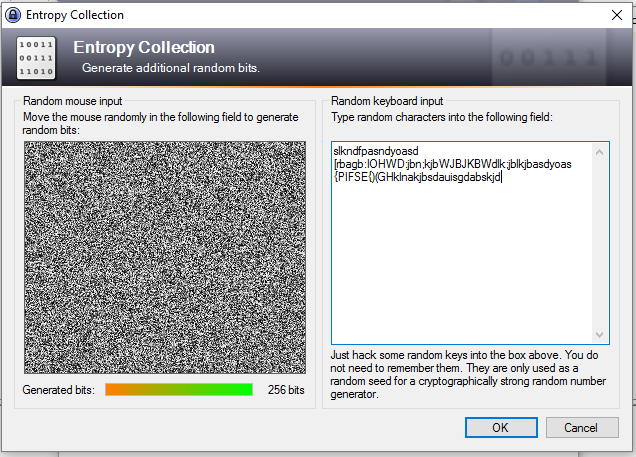 Entropy Collection
10011
00111
11010
Entropy Collection
Generate additional random bits.
00111
Random mouse input
Move the mouse randomly in the following field to generate
random bits:
Generated bits:
256 bits
Random keyboard input
Type random characters into the following field:
slkndfpasndyoasd
[rbagb:IOHWD:jbn;kjbWJBJKBWdlk;jblkjbasdyoas
{PIFSE{)(GHklnakjbsdauisgdabskjd
Just hack some random keys into the box above. You do
not need to remember them. They are only used as a
random seed for a cryptographically strong random number
generator.
OK
Cancel